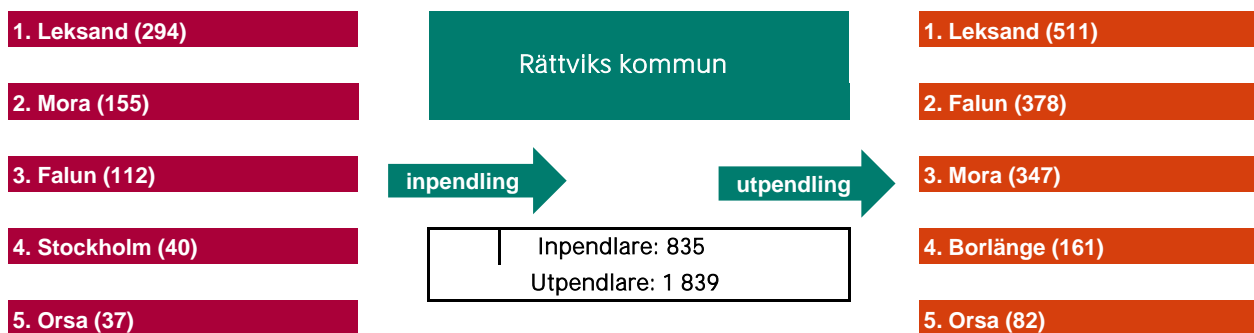 1. Leksand (294)
2. Mora (155)
3. Falun (112)
4. Stockholm (40)
5. Orsa (37)
Rättviks kommun
inpendling
utpendling
Inpendlare: 835
Utpendlare: 1 839
1. Leksand (511)
2. Falun (378)
3. Mora (347)
4. Borlänge (161)
5. Orsa (82)